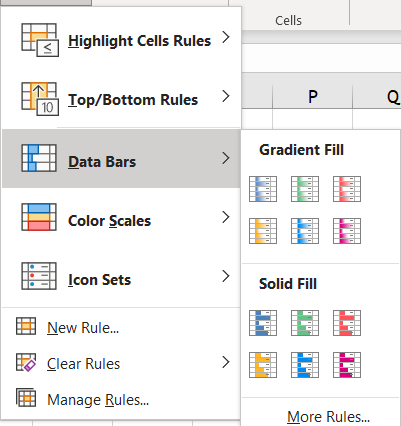 Cells
Highlight Cells Rules
≤
Top/Bottom Rules
10
P
Q
Data Bars
Gradient Fill
Color Scales
Icon Sets
Solid Fill
New Rule...
Clear Rules
Manage Rules...
More Rules...